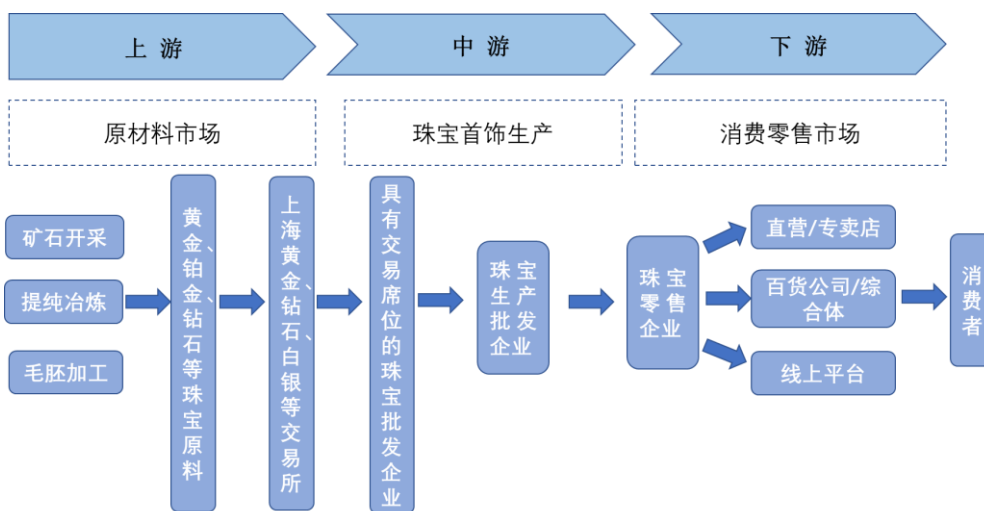 上 游
中 游
下 游
原材料市场
珠宝首饰生产
消费零售市场
矿石开采
提纯冶炼
毛胚加工
黄金、铂金、钻石等珠宝原料
上海黄金、钻石、白银等交易所
具有交易席位的珠宝批发企业
珠 宝
生 产
批 发
企业
珠 宝
零 售
企业
直营/专卖店
百货公司/综
合体
线上平台
消费者